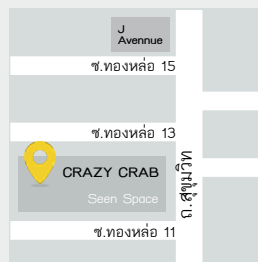 J
Avennue
ซ.ทองหล่อ 15
ซ.ทองหล่อ 13
CRAZY CRAB
Seen Space
ถ.สุขุมวิท
ซ.ทองหล่อ 11